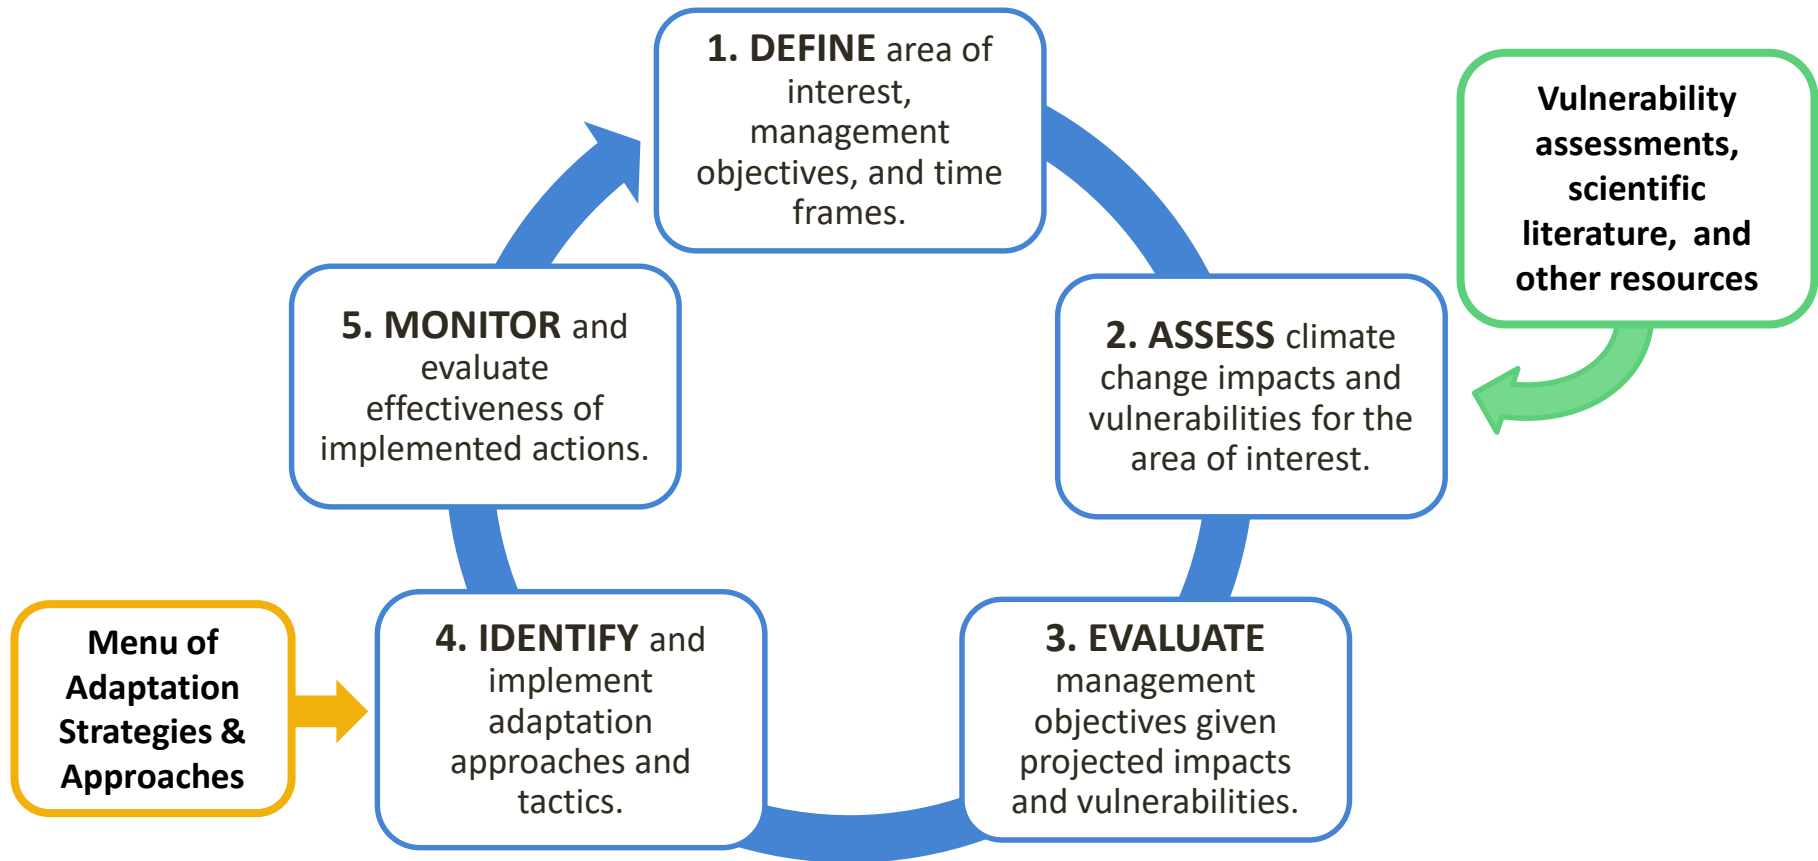 1. DEFINE area of
interest,
management
objectives, and time
frames.
Vulnerability
assessments,
scientific
literature, and
other resources
2. ASSESS climate
change impacts and
vulnerabilities for the
area of interest.
3. EVALUATE
management
objectives given
projected impacts
and vulnerabilities.
4. IDENTIFY and
implement
adaptation
approaches and
tactics.
Menu of
Adaptation
Strategies &
Approaches
5. MONITOR and
evaluate
effectiveness of
implemented actions.